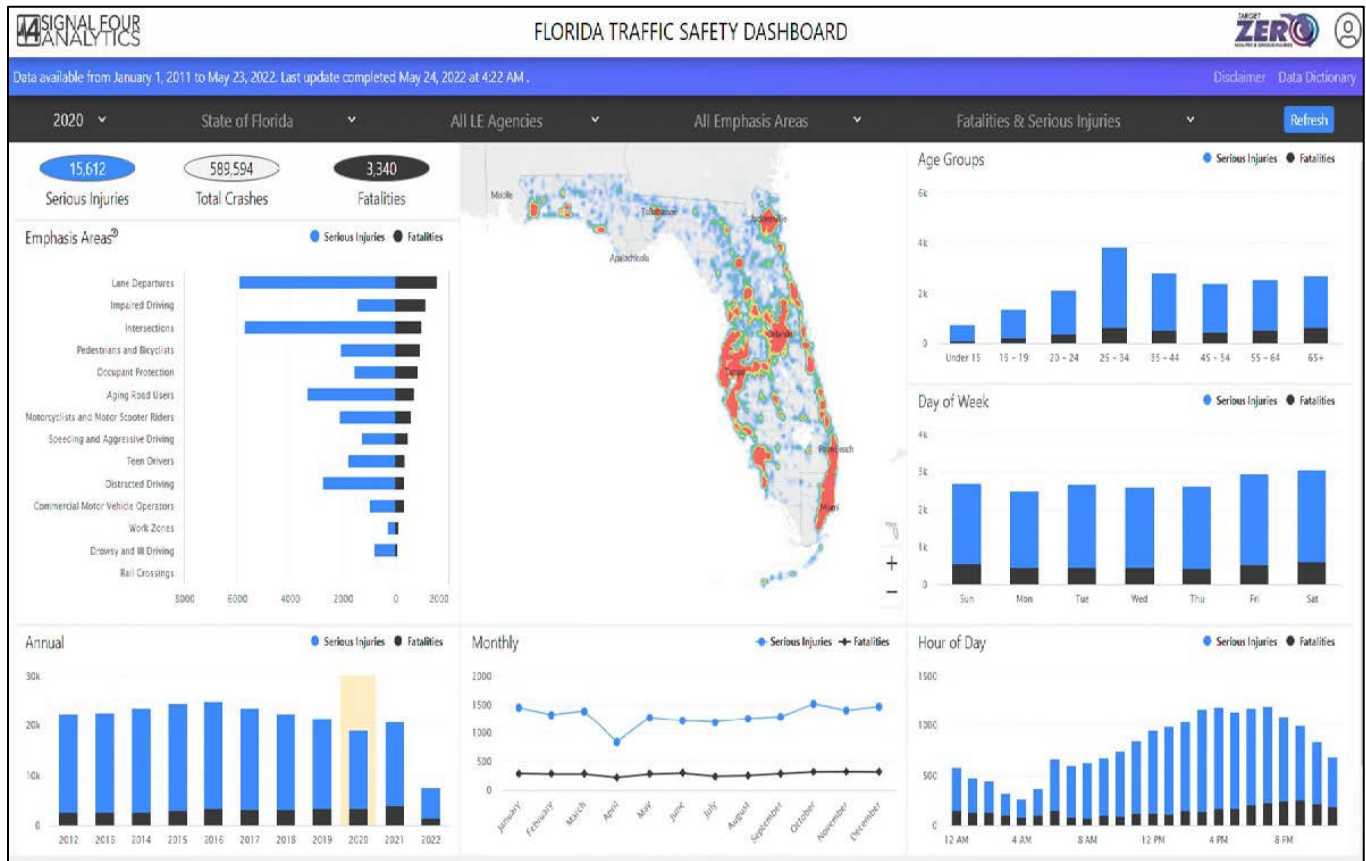 SIGNAL FOUR
ANALYTICS
FLORIDA TRAFFIC SAFETY DASHBOARD
TARGET
ZERO
Data available from January 1, 2011 to May 23, 2022. Last update completed May 24, 2022 at 4:22 AM .
Disclaimer Data Dictionary
2020 State of Florida All LE Agencies All Emphasis Areas Fatalities & Serious Injuries Refresh
15,612 589,594 3,340
Serious Injuries Total Crashes Fatalities
Emphasis Areas
Serious Injuries Fatalities
Lane Departures
Impaired Driving
Intersections
Pedestrians and Bicyclists
Occupant Protection
Aging Road Users
Motorcyclists and Motor Scooter Riders
Speeding and Aggressive Driving
Teen Drivers
Distracted Driving
Commercial Motor Vehicle Operators
Work Zones
Drowsy and Ill Driving
Rail Crossings
8000 6000 4000 2000 0 2000
Mobile
Tallahassee
Jacksonville
Apalachicola
Orlando
Tampa
Palm Beach
Miami
+
−
Age Groups
Serious Injuries Fatalities
6k
4k
2k
0
Under 15 15 - 19 20 - 24 25 - 34 35 - 44 45 - 54 55 - 64 65+
Day of Week
Serious Injuries Fatalities
4k
3k
2k
1k
0
Sun Mon Tue Wed Thu Fri Sat
Annual
Serious Injuries Fatalities
30k
20k
10k
0
2012 2013 2014 2015 2016 2017 2018 2019 2020 2021 2022
Monthly
Serious Injuries Fatalities
2000
1500
1000
500
0
January February March April May June July August September October November December
Hour of Day
Serious Injuries Fatalities
1500
1000
500
0
12 AM 4 AM 8 AM 12 PM 4 PM 8 PM